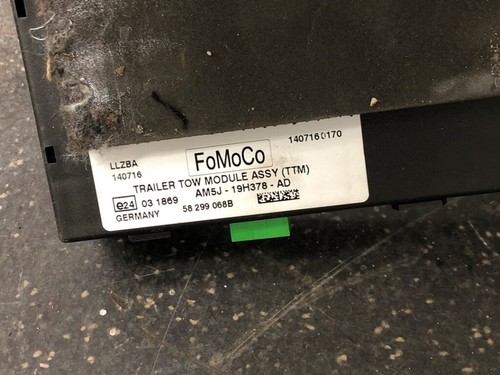 LLZBA
140716
FoMoCo
1407160170
TRAILER TOW MODULE ASSY (TTM)
e24 03 1869
AM5J - 19H378 - AD
GERMANY
58 299 068B